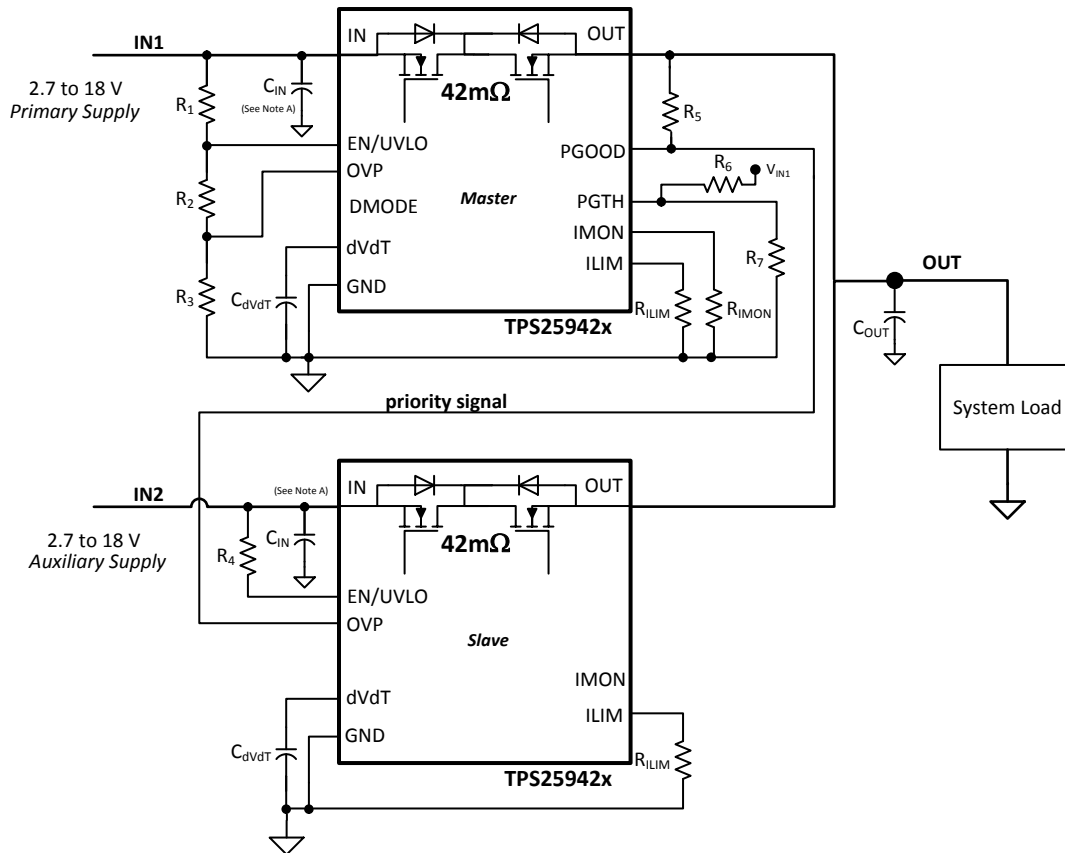 IN1
2.7 to 18 V
Primary Supply
R1
CIN
(See Note A)
R2
R3
CdVdT
IN
OUT
42mΩ
EN/UVLO
OVP
DMODE
dVdT
GND
Master
PGOOD
PGTH
IMON
ILIM
TPS25942x
R5
R6
VIN1
R7
RILIM
RIMON
OUT
COUT
System Load
priority signal
IN2
2.7 to 18 V
Auxiliary Supply
(See Note A)
CIN
R4
CdVdT
IN
OUT
42mΩ
EN/UVLO
OVP
Slave
dVdT
GND
IMON
ILIM
RILIM
TPS25942x